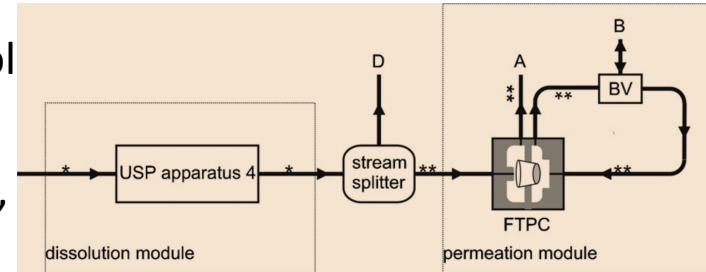 B
D
A
BV
**
**
USP apparatus 4
*
*
stream
splitter
**
**
FTPC
dissolution module
permeation module